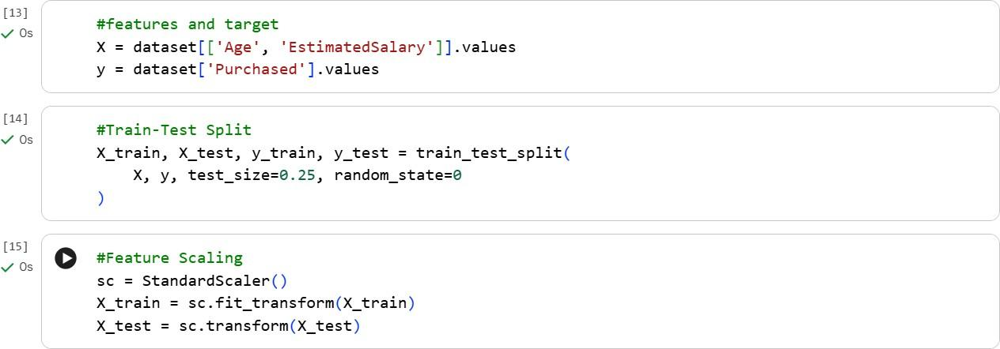 [13]
0s
#features and target
X = dataset[['Age', 'EstimatedSalary']].values
y = dataset['Purchased'].values
[14]
0s
#Train-Test Split
X_train, X_test, y_train, y_test = train_test_split(
    X, y, test_size=0.25, random_state=0
)
[15]
0s
#Feature Scaling
sc = StandardScaler()
X_train = sc.fit_transform(X_train)
X_test = sc.transform(X_test)